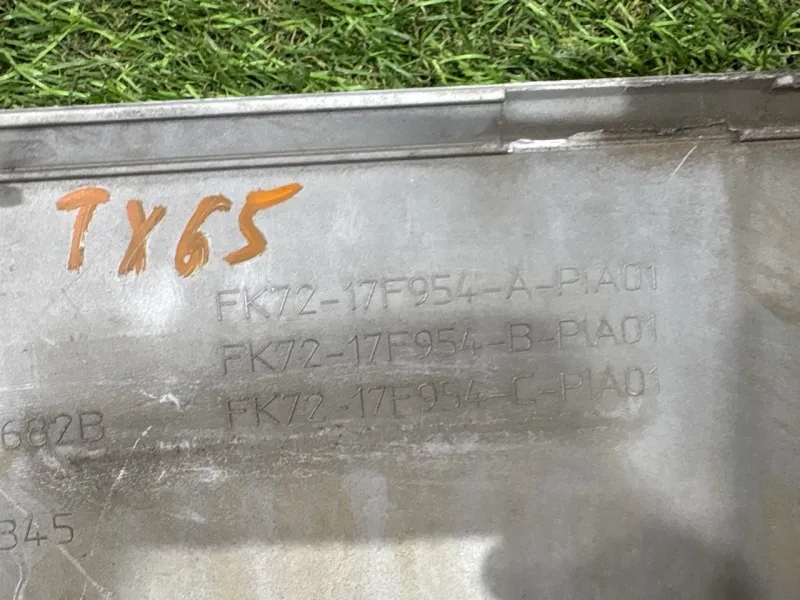 TX65
FK72-17F954-A-PIA01
FK72-17F954-B-PIA01
FK72-17F954-C-PIA01
682B
345